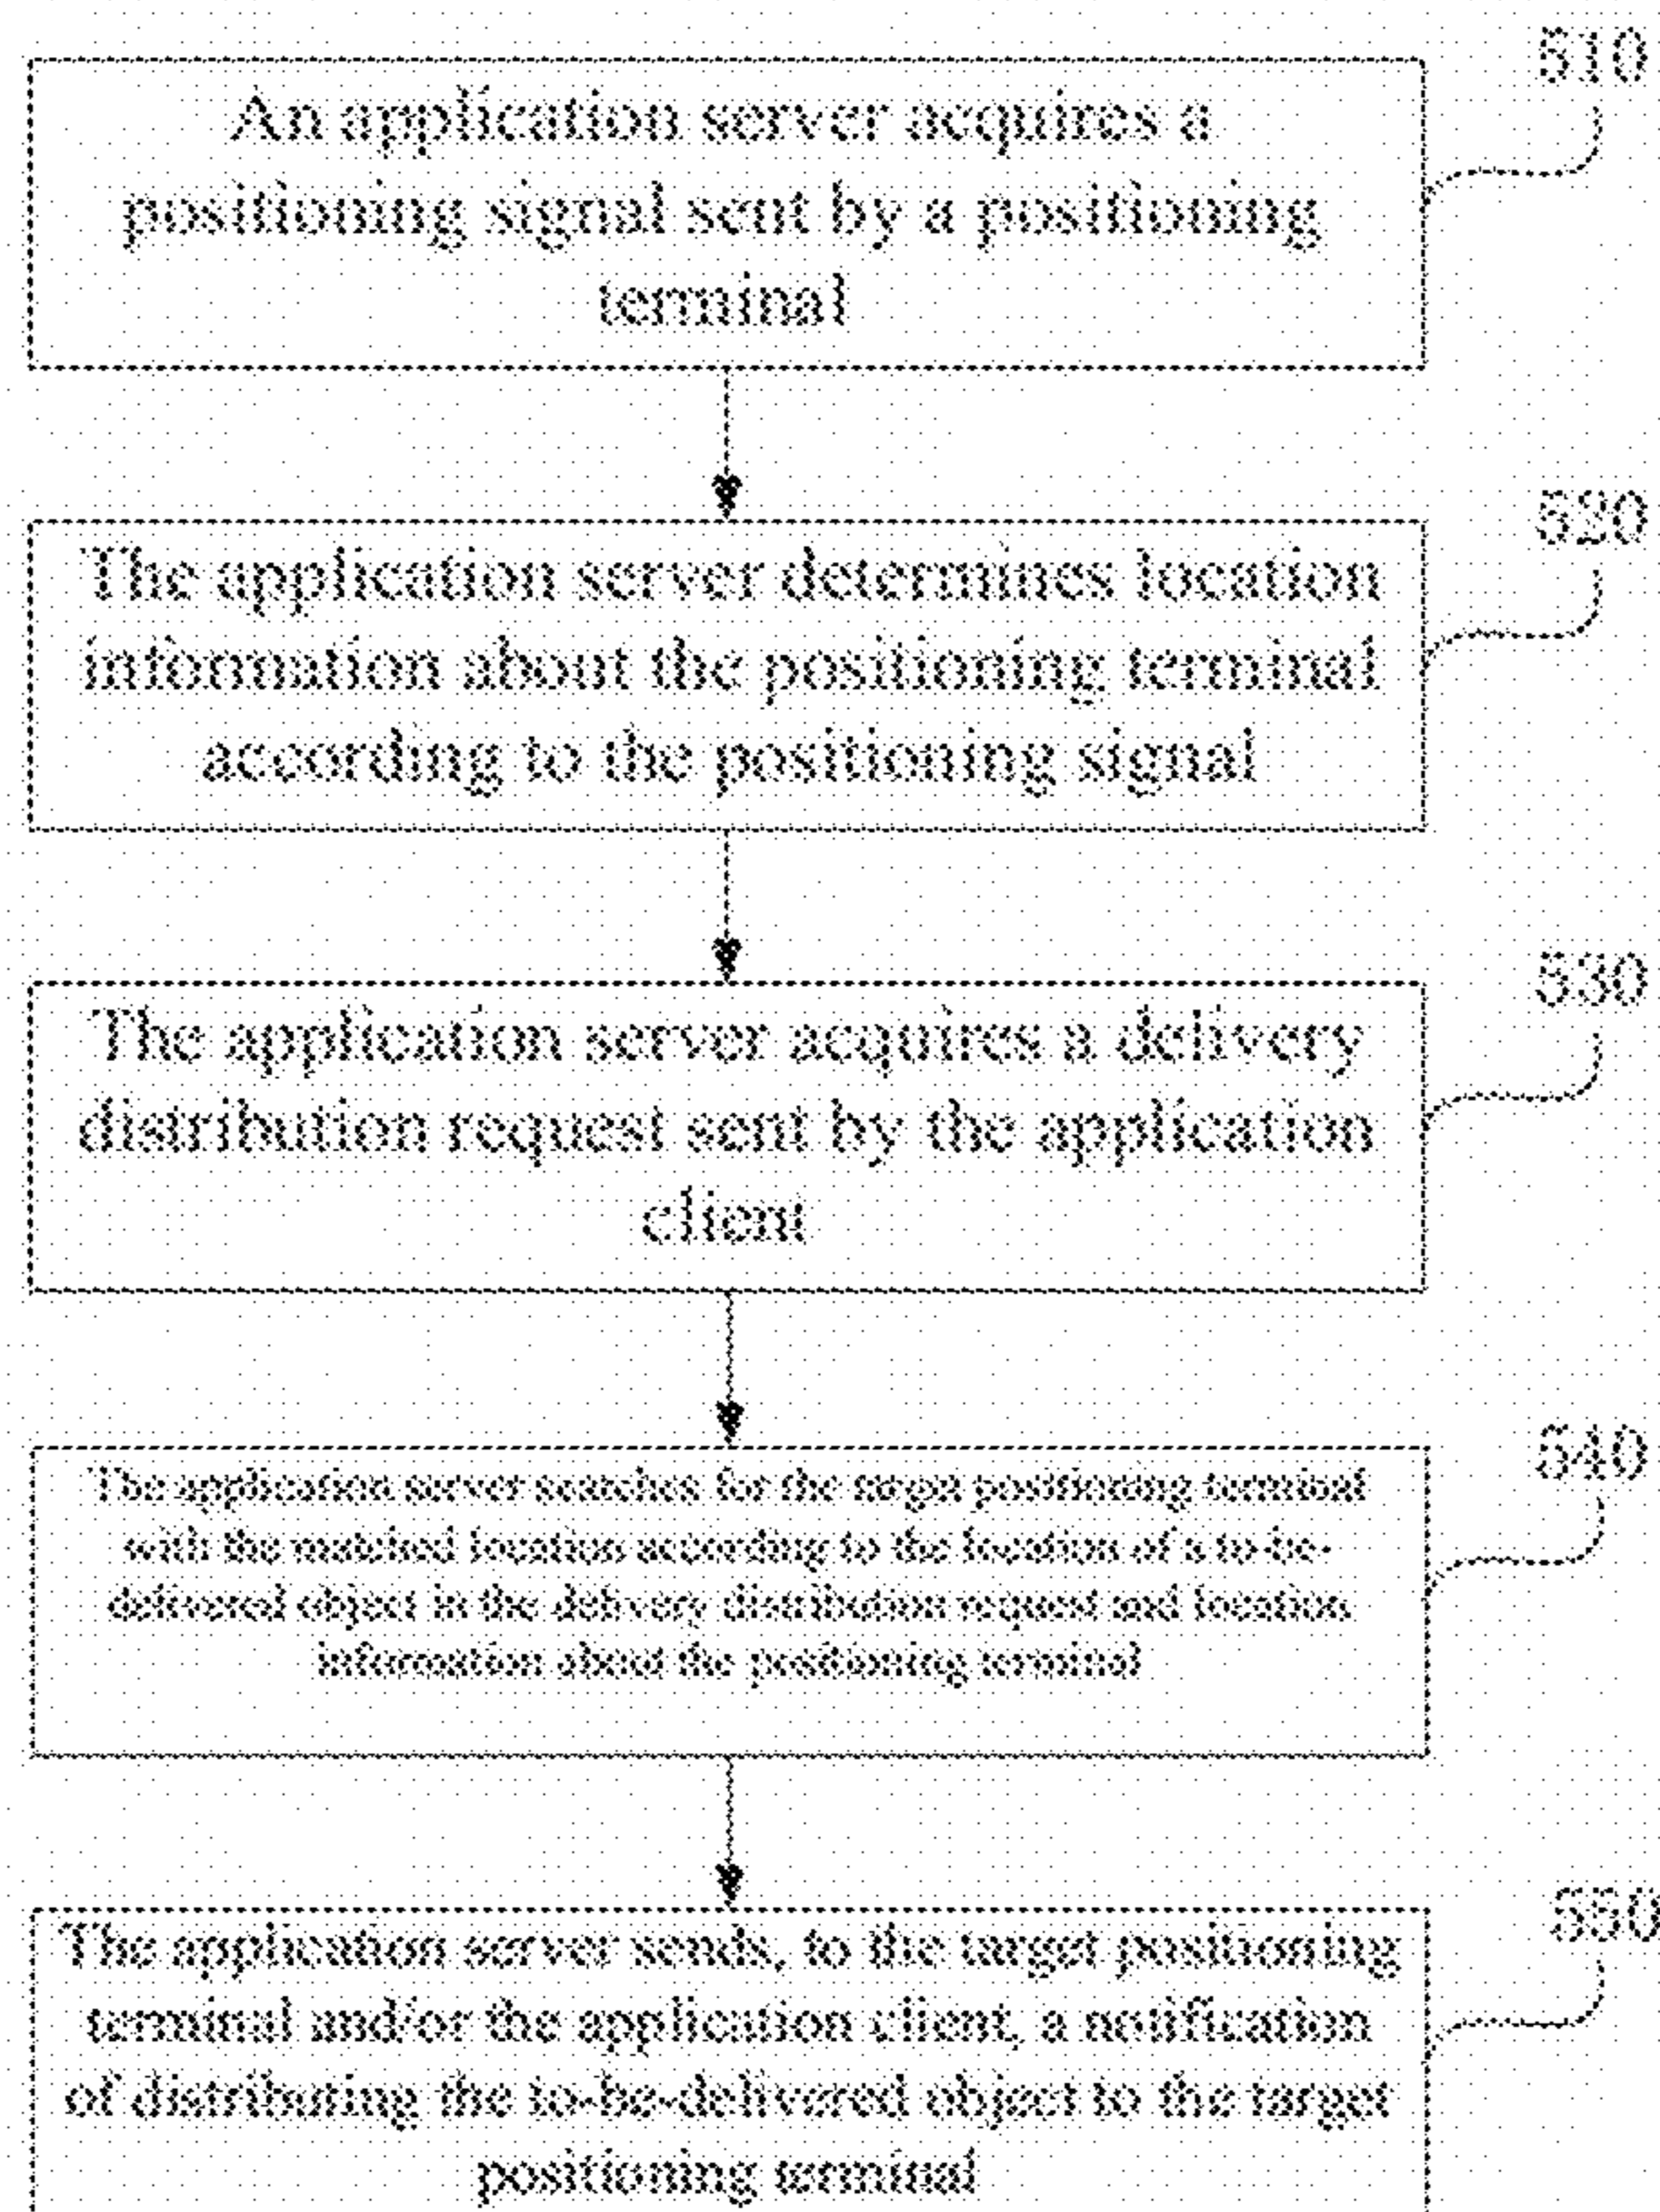 510
An application server acquires a
positioning signal sent by a positioning
terminal
520
The application server determines location
information about the positioning terminal
according to the positioning signal
530
The application server acquires a delivery
distribution request sent by the application
client
540
The application server searches for the target positioning terminal
with the matched location according to the location of a to-be-
delivered object in the delivery distribution request and location
information about the positioning terminal
550
The application server sends, to the target positioning
terminal and/or the application client, a notification
of distributing the to-be-delivered object to the target
positioning terminal